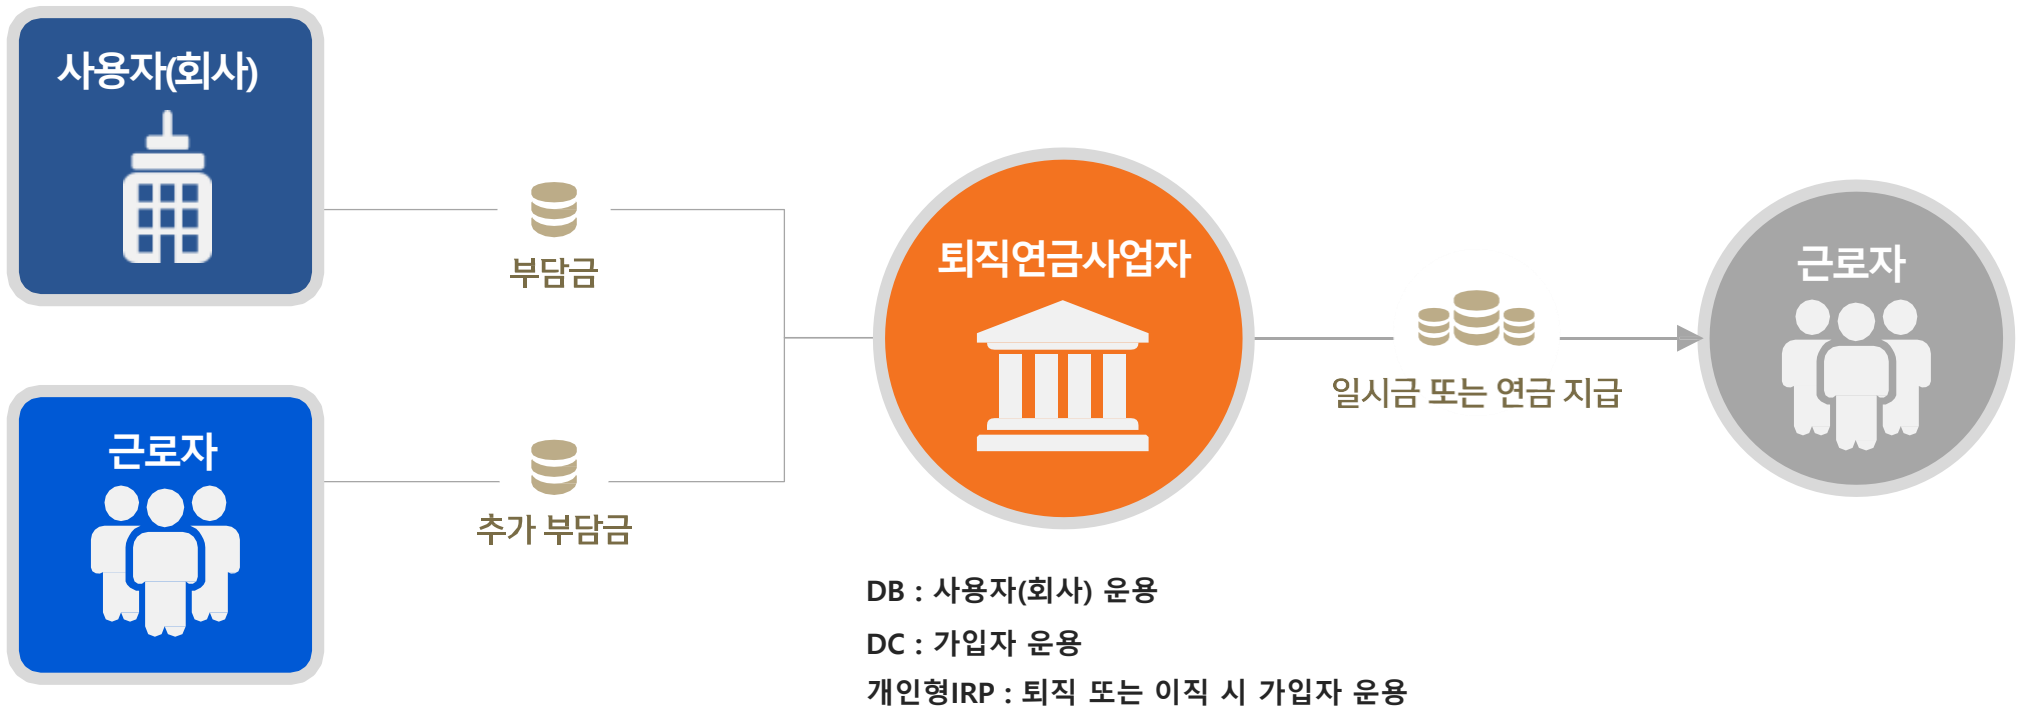 사용자(회사)
부담금
근로자
추가 부담금
퇴직연금사업자
일시금 또는 연금 지급
근로자
DB : 사용자(회사) 운용
DC : 가입자 운용
개인형IRP : 퇴직 또는 이직 시 가입자 운용